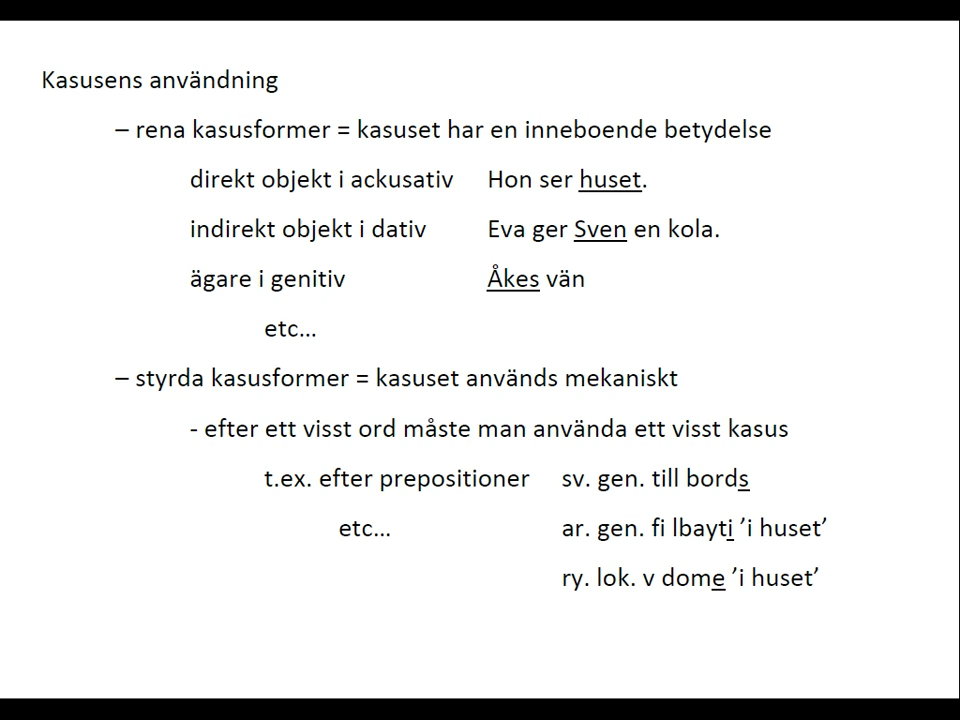 Kasusens användning
– rena kasusformer = kasuset har en inneboende betydelse
direkt objekt i ackusativ Hon ser huset.
indirekt objekt i dativ Eva ger Sven en kola.
ägare i genitiv Åkes vän
etc…
– styrda kasusformer = kasuset används mekaniskt
- efter ett visst ord måste man använda ett visst kasus
t.ex. efter prepositioner sv. gen. till bords
etc… ar. gen. fi lbayti ’i huset’
ry. lok. v dome ’i huset’